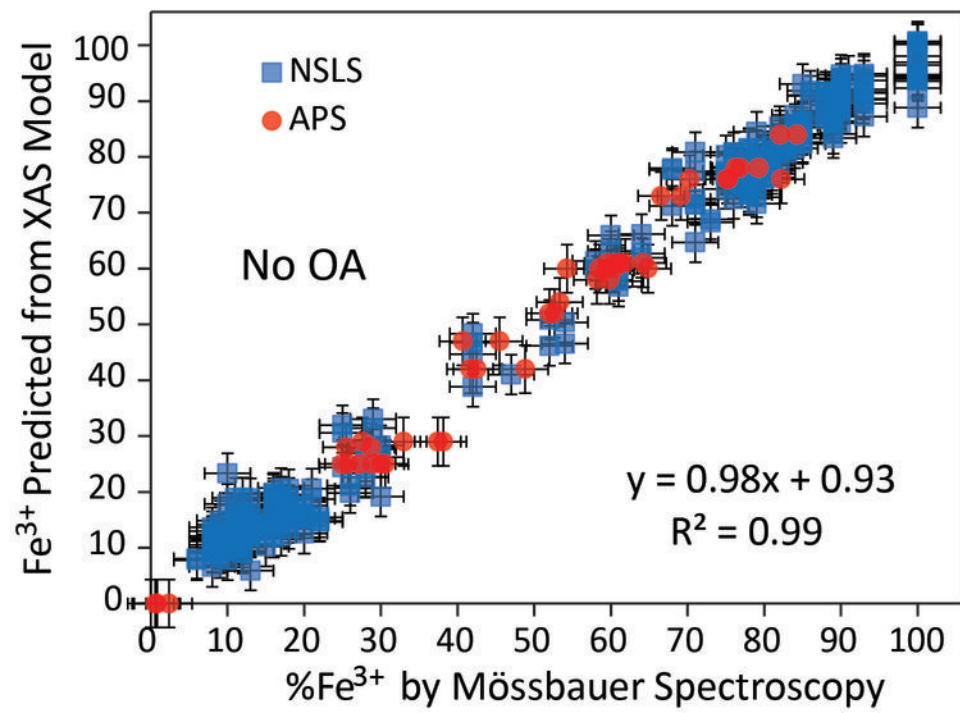 Fe³⁺ Predicted from XAS Model
100
90
80
70
60
50
40
30
20
10
0
NSLS
APS
No OA
y = 0.98x + 0.93
R² = 0.99
0 10 20 30 40 50 60 70 80 90 100
%Fe³⁺ by Mössbauer Spectroscopy